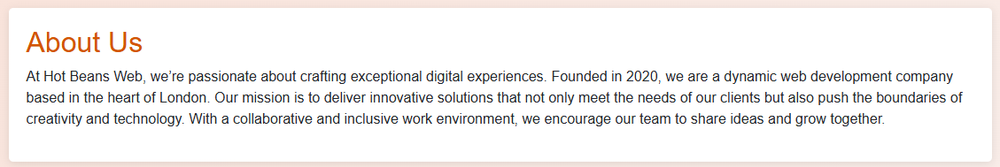 About Us
At Hot Beans Web, we’re passionate about crafting exceptional digital experiences. Founded in 2020, we are a dynamic web development company
based in the heart of London. Our mission is to deliver innovative solutions that not only meet the needs of our clients but also push the boundaries of
creativity and technology. With a collaborative and inclusive work environment, we encourage our team to share ideas and grow together.